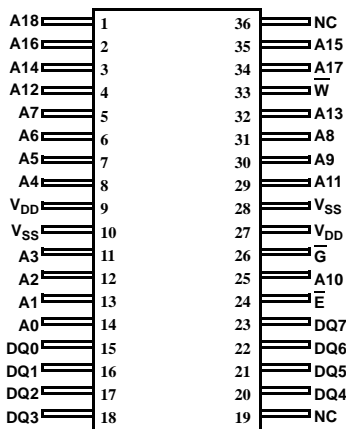 A18 1 36 NC
A16 2 35 A15
A14 3 34 A17
A12 4 33 W̅
A7 5 32 A13
A6 6 31 A8
A5 7 30 A9
A4 8 29 A11
VDD 9 28 VSS
VSS 10 27 VDD
A3 11 26 G̅
A2 12 25 A10
A1 13 24 E̅
A0 14 23 DQ7
DQ0 15 22 DQ6
DQ1 16 21 DQ5
DQ2 17 20 DQ4
DQ3 18 19 NC